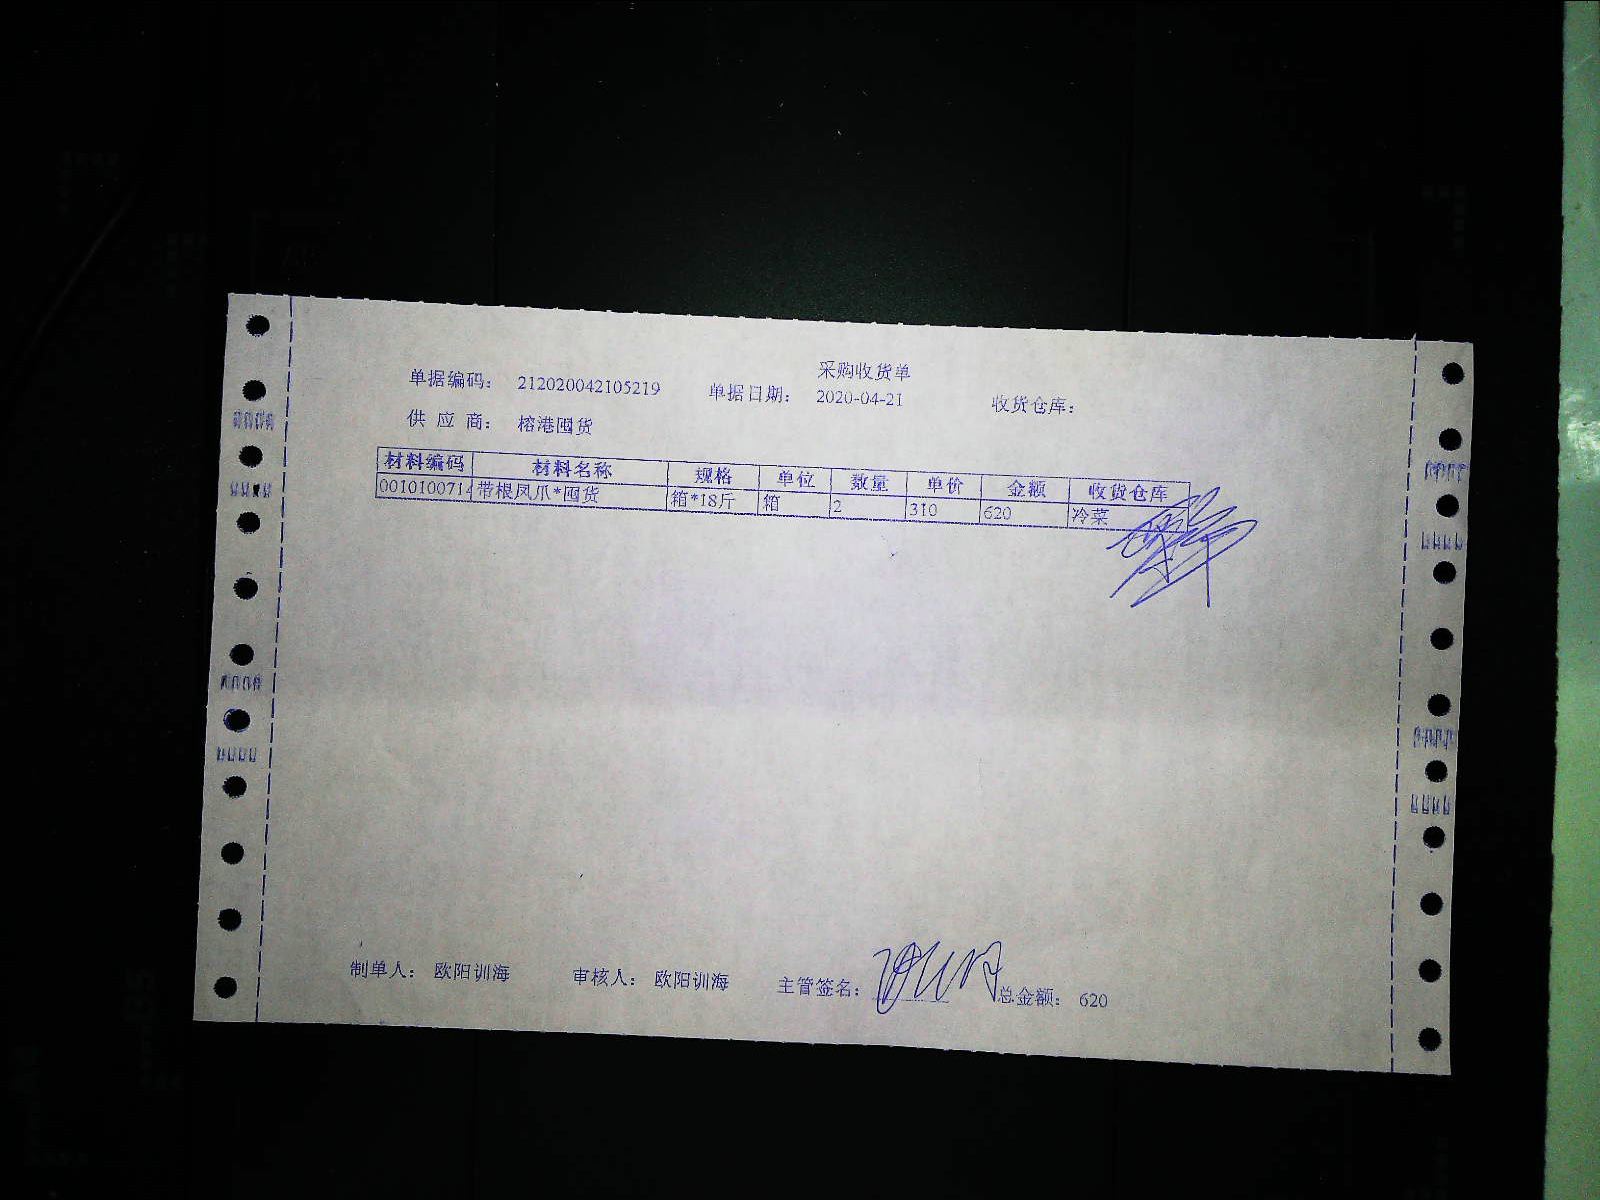 采购收货单
单据编码： 212020042105219 单据日期： 2020-04-21 收货仓库：
供 应 商： 榕港囤货
材料编码 材料名称 规格 单位 数量 单价 金额 收货仓库
0010100714 带根凤爪*囤货 箱*18斤 箱 2 310 620 冷菜
制单人： 欧阳训海 审核人： 欧阳训海 主管签名： 总金额： 620